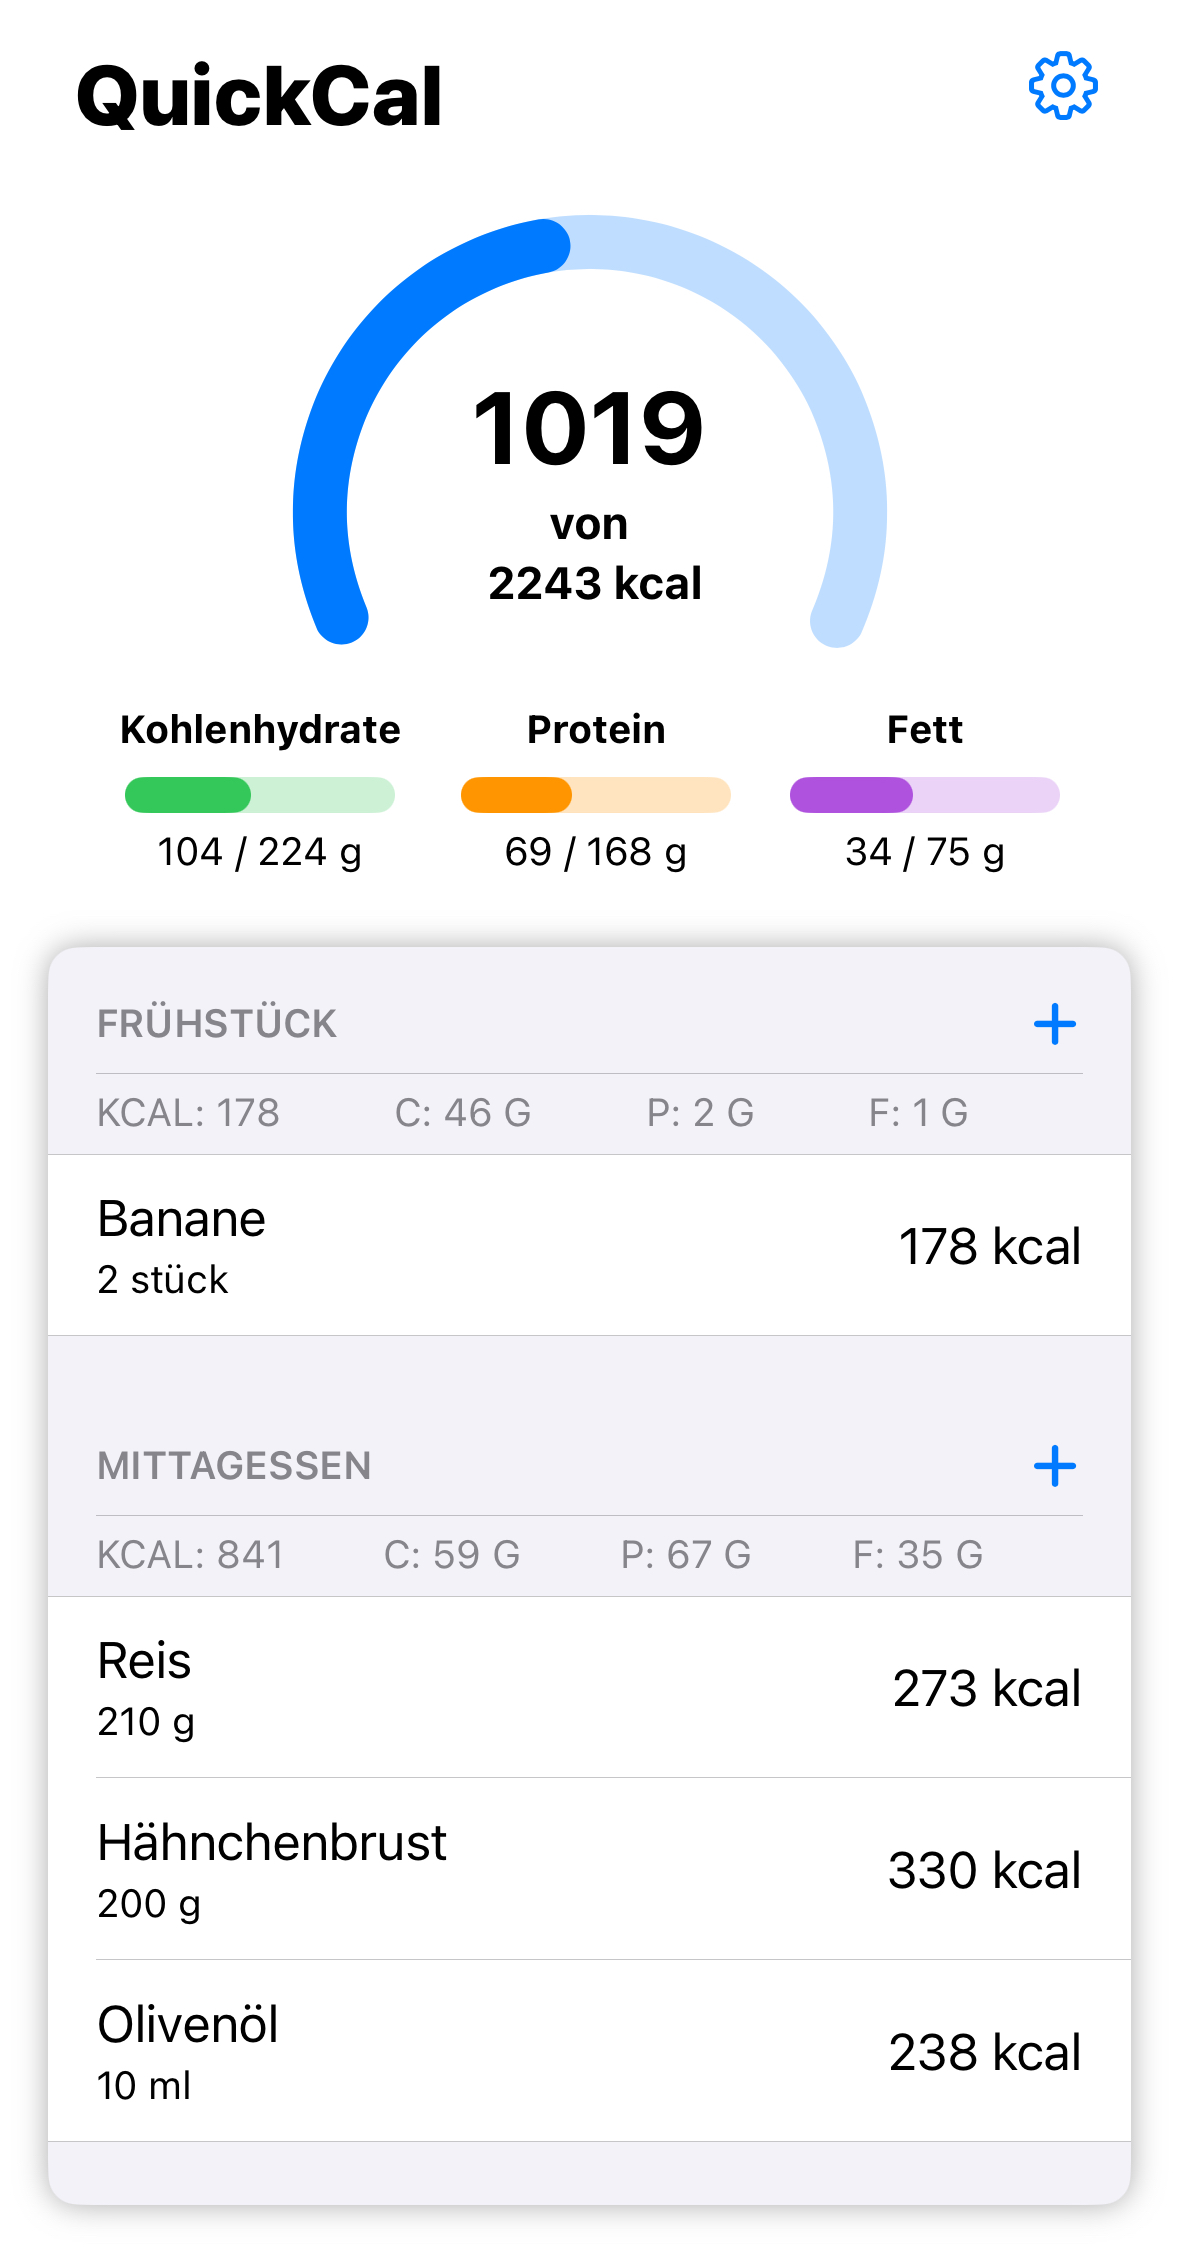 QuickCal
1019
von
2243 kcal
Kohlenhydrate Protein Fett
104 / 224 g 69 / 168 g 34 / 75 g
FRÜHSTÜCK
KCAL: 178 C: 46 G P: 2 G F: 1 G
Banane
178 kcal
2 stück
MITTAGESSEN
KCAL: 841 C: 59 G P: 67 G F: 35 G
Reis
273 kcal
210 g
Hähnchenbrust
330 kcal
200 g
Olivenöl
238 kcal
10 ml